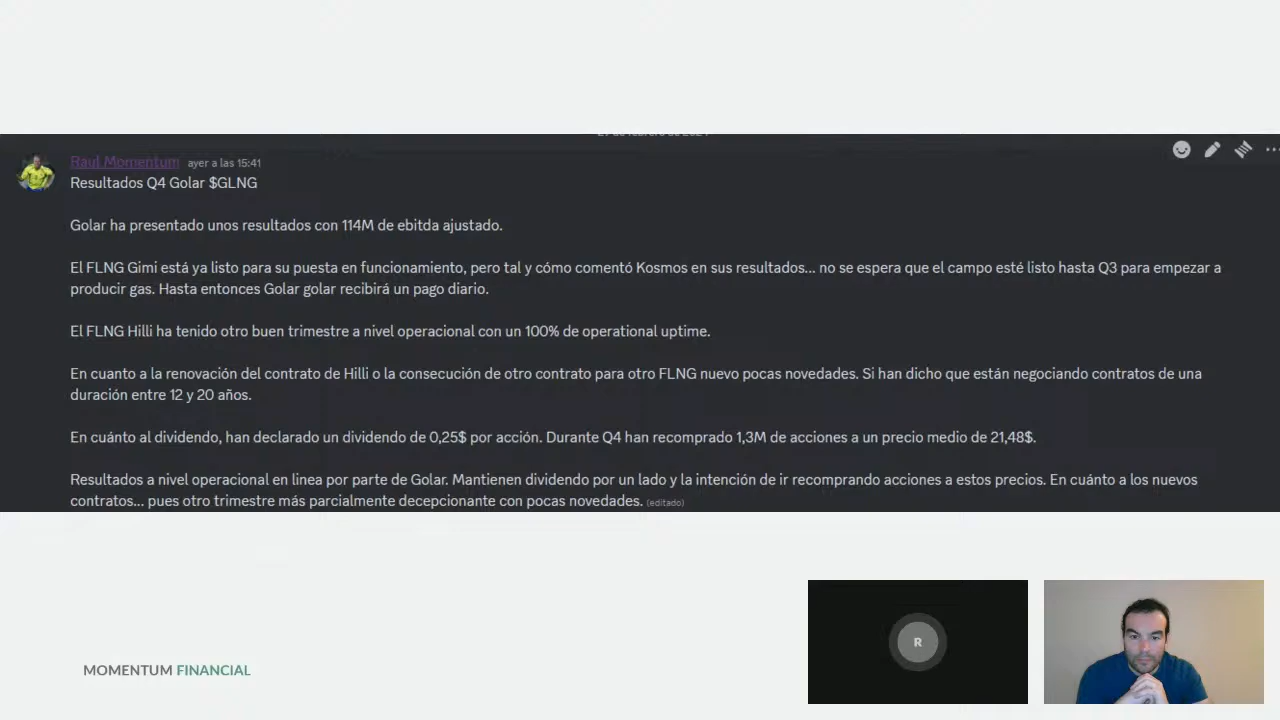 Raul Momentum ayer a las 15:41
Resultados Q4 Golar $GLNG
Golar ha presentado unos resultados con 114M de ebitda ajustado.
El FLNG Gimi está ya listo para su puesta en funcionamiento, pero tal y cómo comentó Kosmos en sus resultados... no se espera que el campo esté listo hasta Q3 para empezar a
producir gas. Hasta entonces Golar golar recibirá un pago diario.
El FLNG Hilli ha tenido otro buen trimestre a nivel operacional con un 100% de operational uptime.
En cuanto a la renovación del contrato de Hilli o la consecución de otro contrato para otro FLNG nuevo pocas novedades. Si han dicho que están negociando contratos de una
duración entre 12 y 20 años.
En cuánto al dividendo, han declarado un dividendo de 0,25$ por acción. Durante Q4 han recomprado 1,3M de acciones a un precio medio de 21,48$.
Resultados a nivel operacional en linea por parte de Golar. Mantienen dividendo por un lado y la intención de ir recomprando acciones a estos precios. En cuánto a los nuevos
contratos... pues otro trimestre más parcialmente decepcionante con pocas novedades. (editado)
R
MOMENTUM FINANCIAL